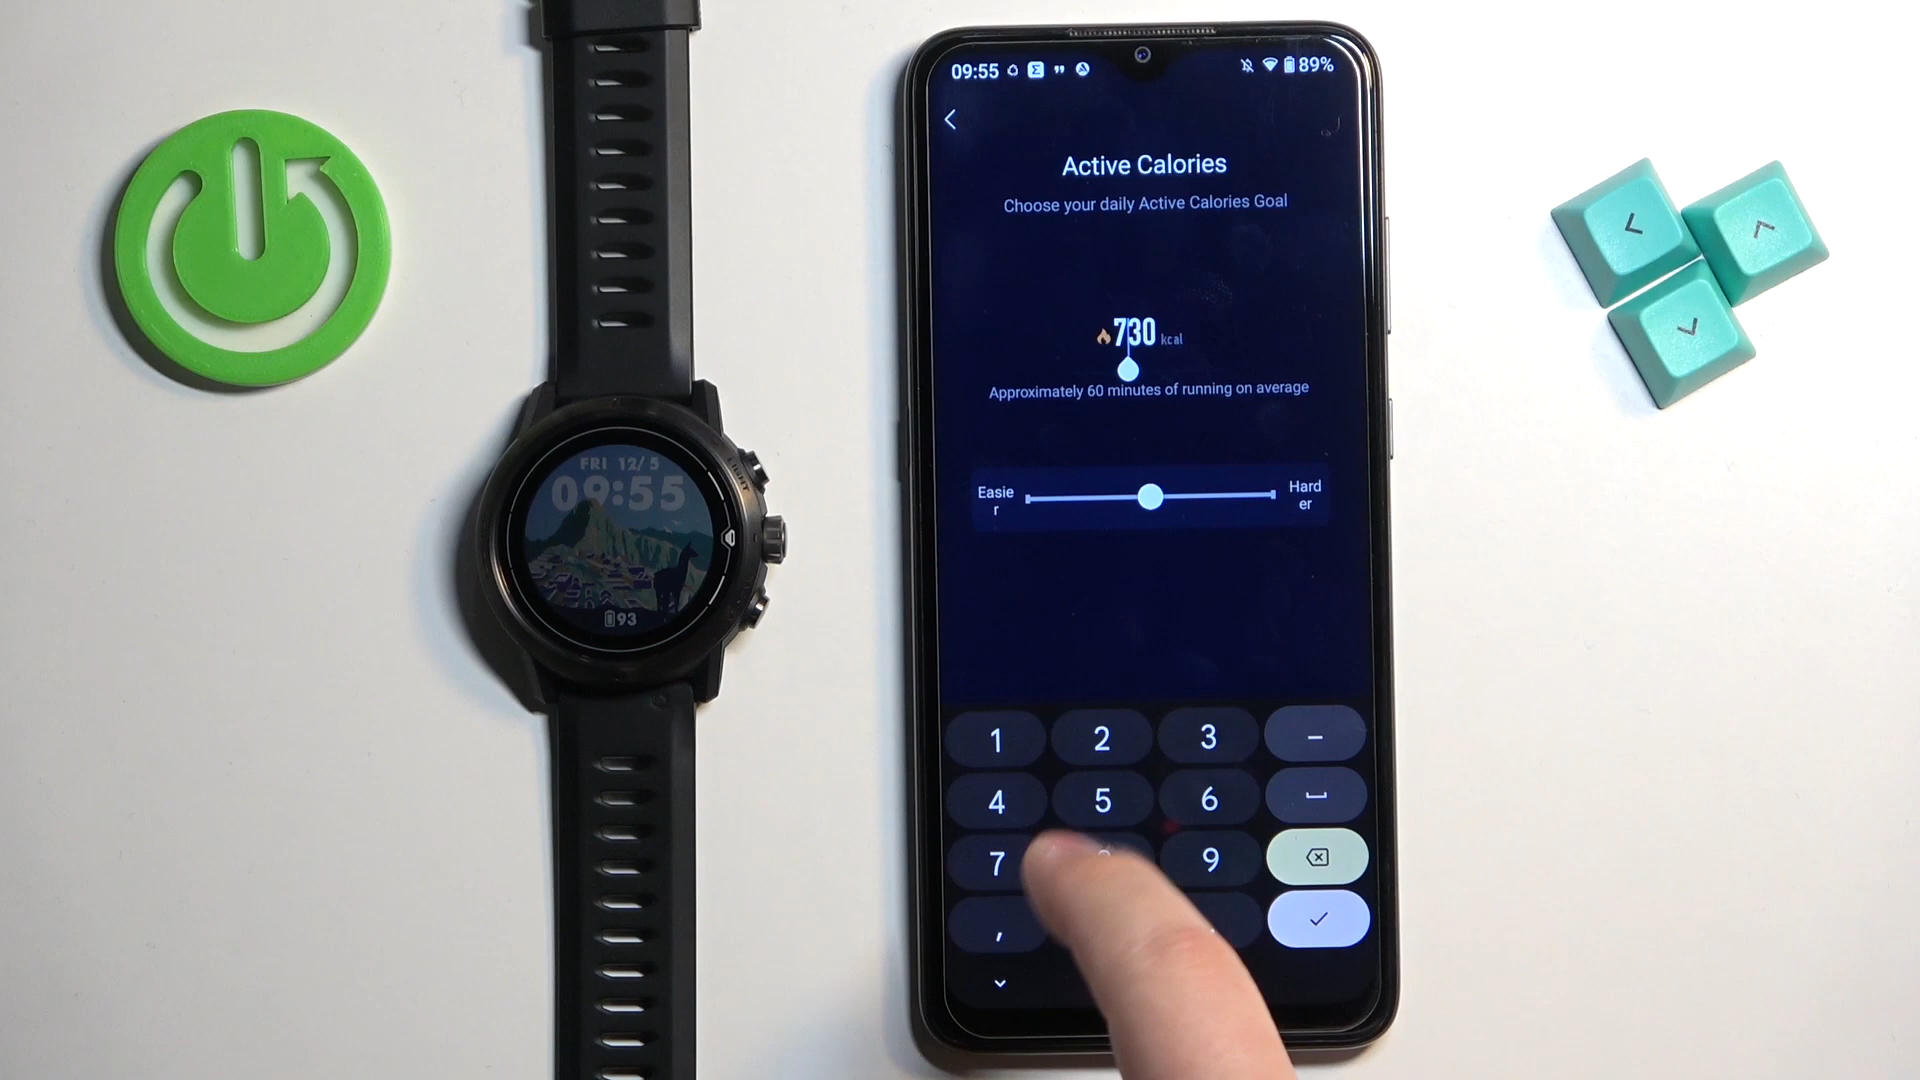 09:55
89%
Active Calories
Choose your daily Active Calories Goal
730 kcal
Approximately 60 minutes of running on average
Easie
r
Hard
er
1 2 3 –
4 5 6
7 9
,
LIGHT
FRI 12/5
09:55
93